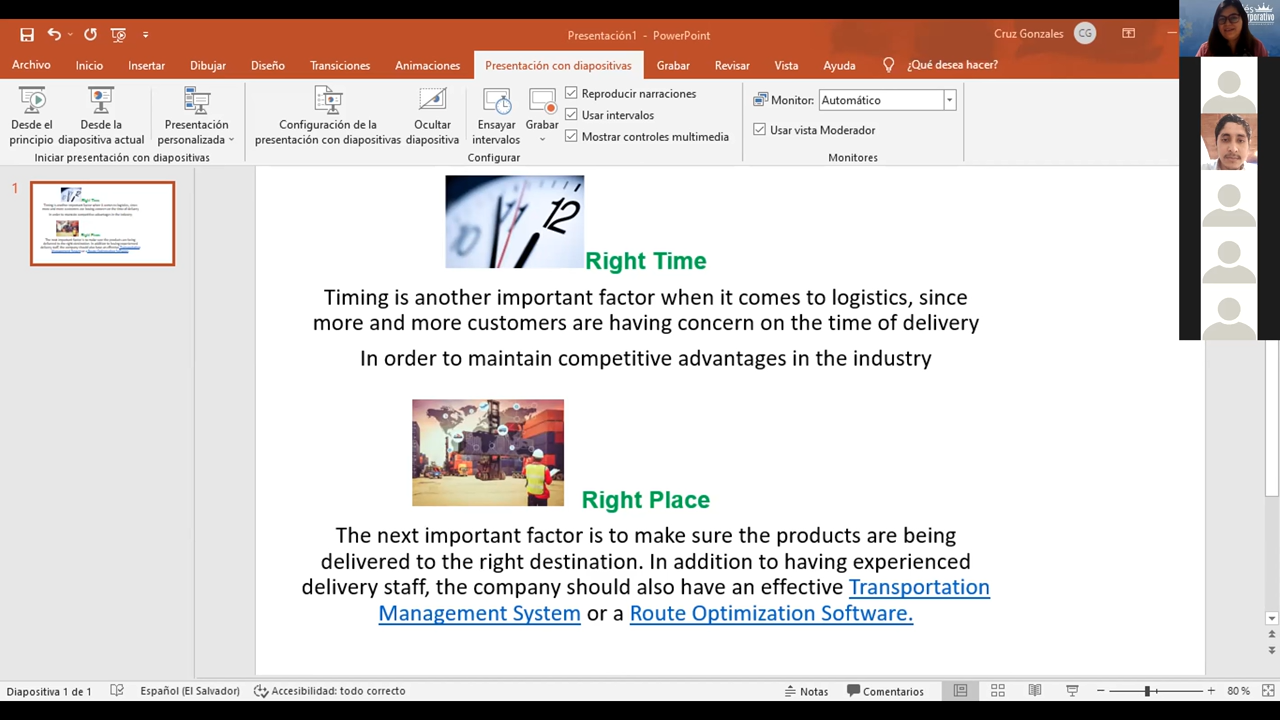 Presentación1 - PowerPoint
Cruz Gonzales
CG
Archivo
Inicio
Insertar
Dibujar
Diseño
Transiciones
Animaciones
Presentación con diapositivas
Grabar
Revisar
Vista
Ayuda
¿Qué desea hacer?
Desde el
principio
Desde la
diapositiva actual
Presentación
personalizada
Iniciar presentación con diapositivas
Configuración de la
presentación con diapositivas
Ocultar
diapositiva
Ensayar
intervalos
Grabar
Reproducir narraciones
Usar intervalos
Mostrar controles multimedia
Configurar
Monitor: Automático
Usar vista Moderador
Monitores
1
12
Right Time
Timing is another important factor when it comes to logistics, since
more and more customers are having concern on the time of delivery
In order to maintain competitive advantages in the industry
Right Place
The next important factor is to make sure the products are being
delivered to the right destination. In addition to having experienced
delivery staff, the company should also have an effective Transportation
Management System or a Route Optimization Software.
Diapositiva 1 de 1
Español (El Salvador)
Accesibilidad: todo correcto
Notas
Comentarios
80 %